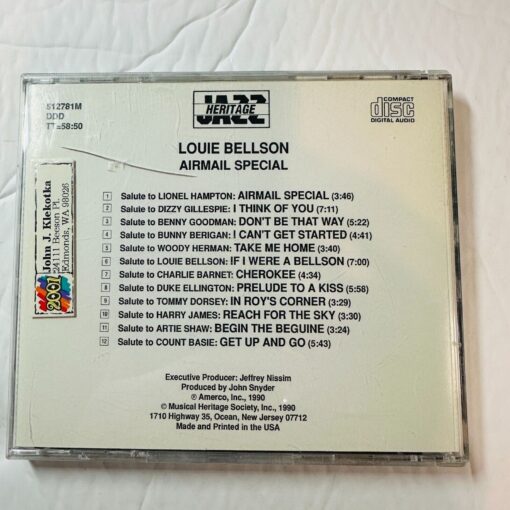 JAZZ
HERITAGE
512781M
DDD
TT=58:50
COMPACT
disc
DIGITAL AUDIO
LOUIE BELLSON
AIRMAIL SPECIAL
1 Salute to LIONEL HAMPTON: AIRMAIL SPECIAL (3:46)
2 Salute to DIZZY GILLESPIE: I THINK OF YOU (7:11)
3 Salute to BENNY GOODMAN: DON'T BE THAT WAY (5:22)
4 Salute to BUNNY BERIGAN: I CAN'T GET STARTED (4:41)
5 Salute to WOODY HERMAN: TAKE ME HOME (3:40)
6 Salute to LOUIE BELLSON: IF I WERE A BELLSON (7:00)
7 Salute to CHARLIE BARNET: CHEROKEE (4:34)
8 Salute to DUKE ELLINGTON: PRELUDE TO A KISS (5:58)
9 Salute to TOMMY DORSEY: IN ROY'S CORNER (3:29)
10 Salute to HARRY JAMES: REACH FOR THE SKY (3:30)
11 Salute to ARTIE SHAW: BEGIN THE BEGUINE (3:24)
12 Salute to COUNT BASIE: GET UP AND GO (5:43)
John J. Klekotka
24111 Beeson Pt.
Edmonds, WA 98026
2001
Executive Producer: Jeffrey Nissim
Produced by John Snyder
℗ Amerco, Inc., 1990
© Musical Heritage Society, Inc., 1990
1710 Highway 35, Ocean, New Jersey 07712
Made and Printed in the USA